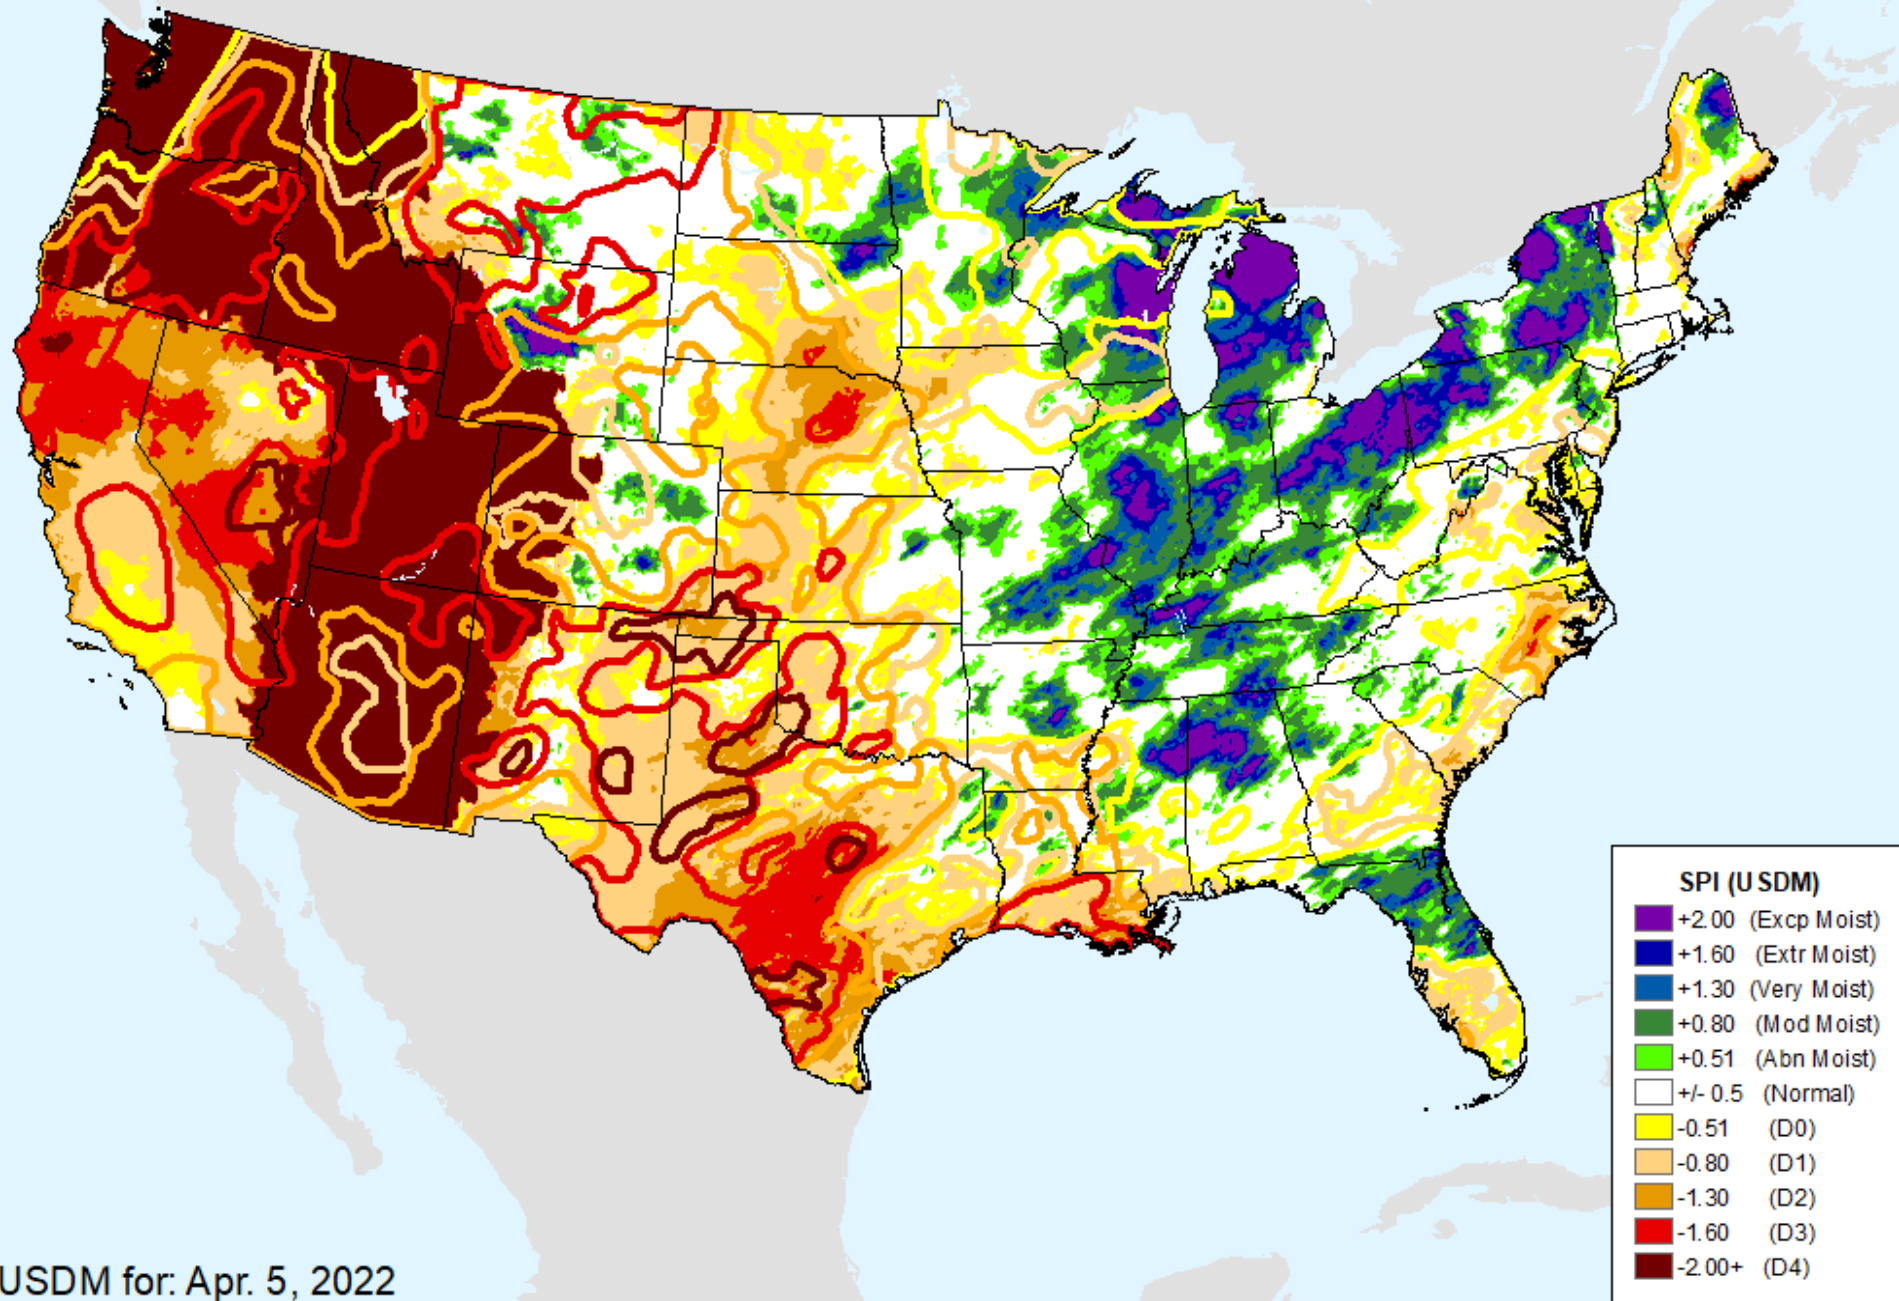 SPI (USDM)
+2.00 (Excp Moist)
+1.60 (Extr Moist)
+1.30 (Very Moist)
+0.80 (Mod Moist)
+0.51 (Abn Moist)
+/- 0.5 (Normal)
-0.51 (D0)
-0.80 (D1)
-1.30 (D2)
-1.60 (D3)
-2.00+ (D4)
USDM for: Apr. 5, 2022